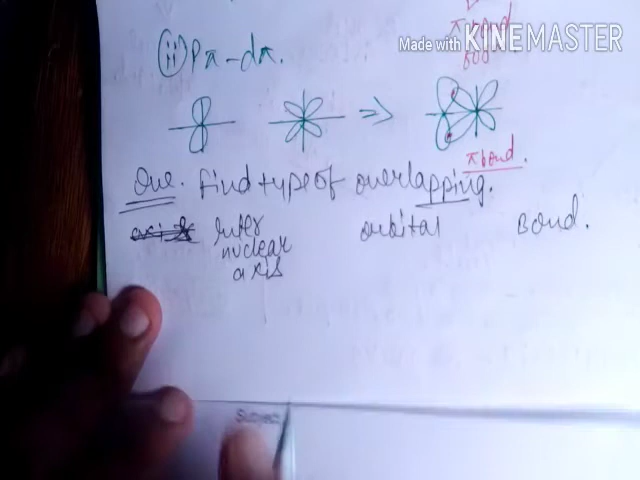 π bond
Made with KINEMASTER
(ii) Pπ-dπ.
⇒
π bond.
Que. Find type of overlapping.
Inter
nuclear
axis
orbital
Bond.
Subject